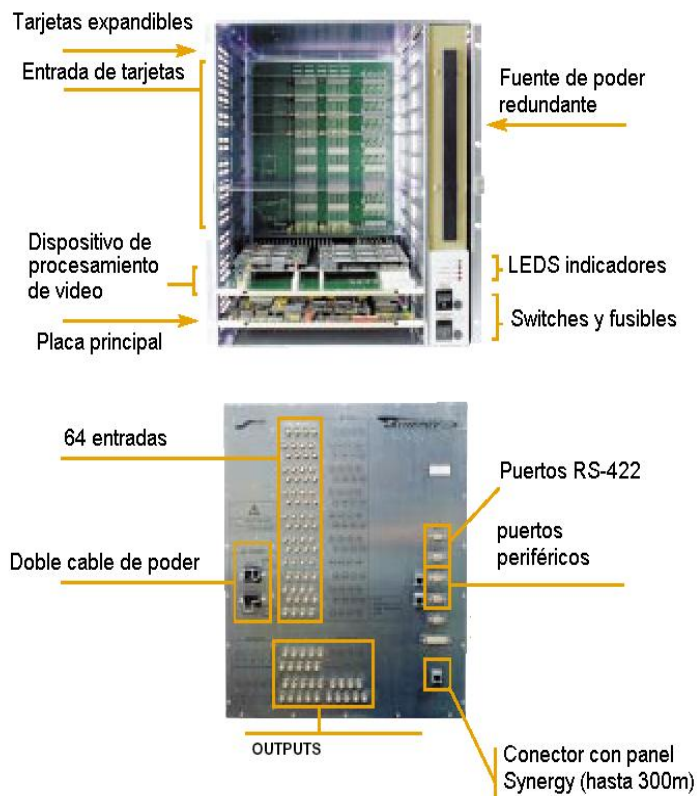 Tarjetas expandibles
Entrada de tarjetas
Fuente de poder
redundante
Dispositivo de
procesamiento
de video
LEDS indicadores
Switches y fusibles
Placa principal
64 entradas
Puertos RS-422
puertos
periféricos
Doble cable de poder
OUTPUTS
Conector con panel
Synergy (hasta 300m)